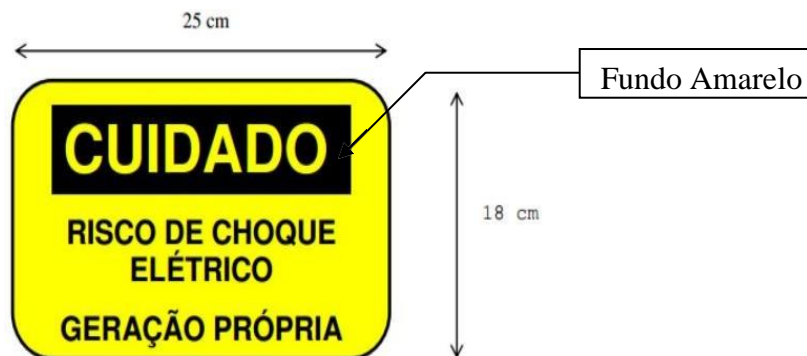 25 cm
Fundo Amarelo
CUIDADO
18 cm
RISCO DE CHOQUE
ELÉTRICO
GERAÇÃO PRÓPRIA